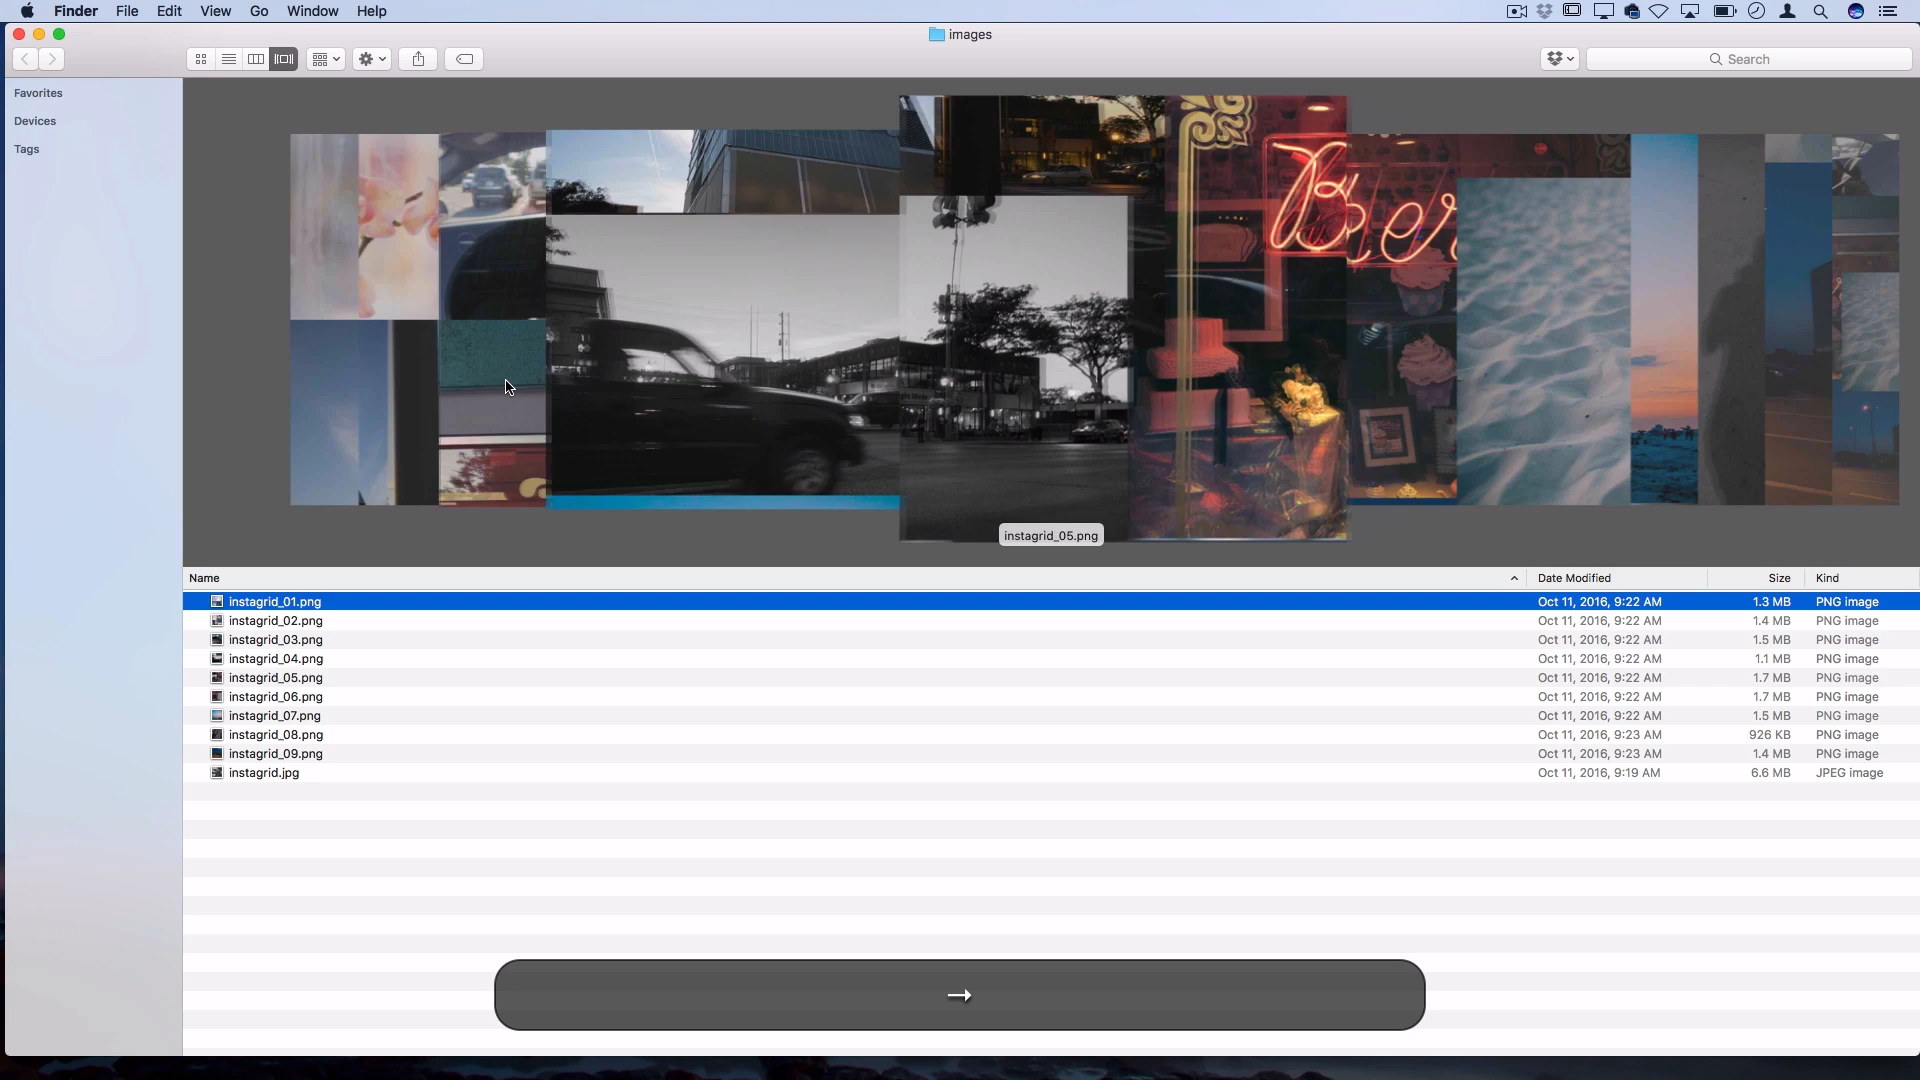 Finder File Edit View Go Window Help
images
Search
Favorites
Devices
Tags
Ber
instagrid_05.png
Name Date Modified Size Kind
instagrid_01.png Oct 11, 2016, 9:22 AM 1.3 MB PNG image
instagrid_02.png Oct 11, 2016, 9:22 AM 1.4 MB PNG image
instagrid_03.png Oct 11, 2016, 9:22 AM 1.5 MB PNG image
instagrid_04.png Oct 11, 2016, 9:22 AM 1.1 MB PNG image
instagrid_05.png Oct 11, 2016, 9:22 AM 1.7 MB PNG image
instagrid_06.png Oct 11, 2016, 9:22 AM 1.7 MB PNG image
instagrid_07.png Oct 11, 2016, 9:22 AM 1.5 MB PNG image
instagrid_08.png Oct 11, 2016, 9:23 AM 926 KB PNG image
instagrid_09.png Oct 11, 2016, 9:23 AM 1.4 MB PNG image
instagrid.jpg Oct 11, 2016, 9:19 AM 6.6 MB JPEG image
→